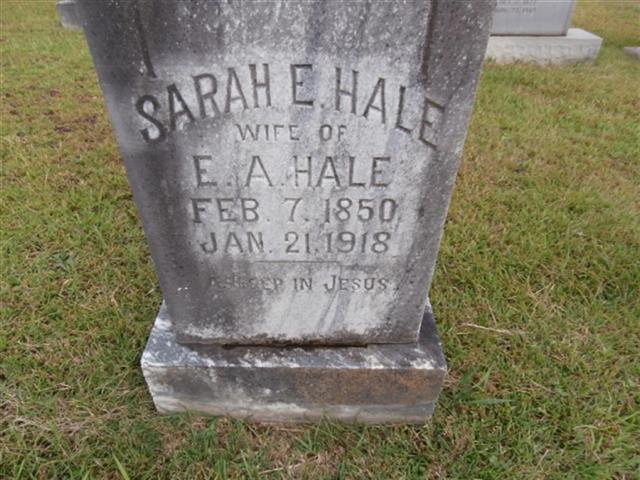 SARAH E. HALE
WIFE OF
E. A. HALE
FEB. 7. 1850
JAN. 21. 1918
ASLEEP IN JESUS.